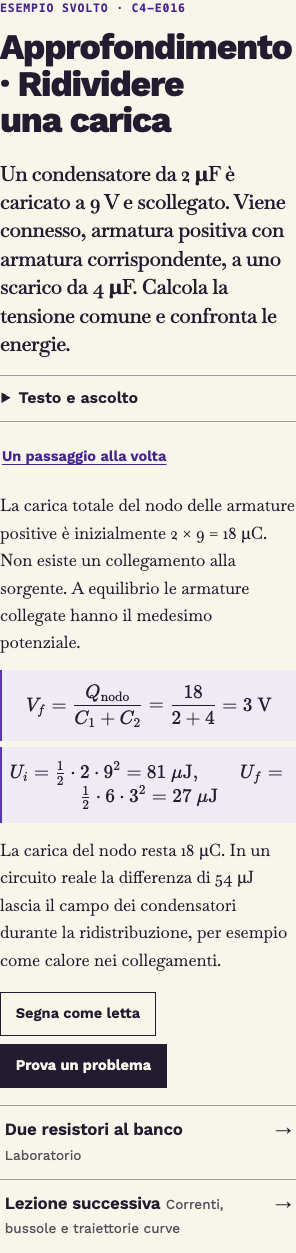 ESEMPIO SVOLTO · C4–E016
Approfondimento
· Ridividere
una carica
Un condensatore da 2 μF è
caricato a 9 V e scollegato. Viene
connesso, armatura positiva con
armatura corrispondente, a uno
scarico da 4 μF. Calcola la
tensione comune e confronta le
energie.
▶ Testo e ascolto
Un passaggio alla volta
La carica totale del nodo delle armature
positive è inizialmente 2 × 9 = 18 μC.
Non esiste un collegamento alla
sorgente. A equilibrio le armature
collegate hanno il medesimo
potenziale.
V_f = Q_nodo / (C_1 + C_2) = 18 / (2 + 4) = 3 V
U_i = 1/2 · 2 · 9² = 81 μJ, U_f =
1/2 · 6 · 3² = 27 μJ
La carica del nodo resta 18 μC. In un
circuito reale la differenza di 54 μJ
lascia il campo dei condensatori
durante la ridistribuzione, per esempio
come calore nei collegamenti.
Segna come letta
Prova un problema
Due resistori al banco →
Laboratorio
Lezione successiva Correnti, →
bussole e traiettorie curve